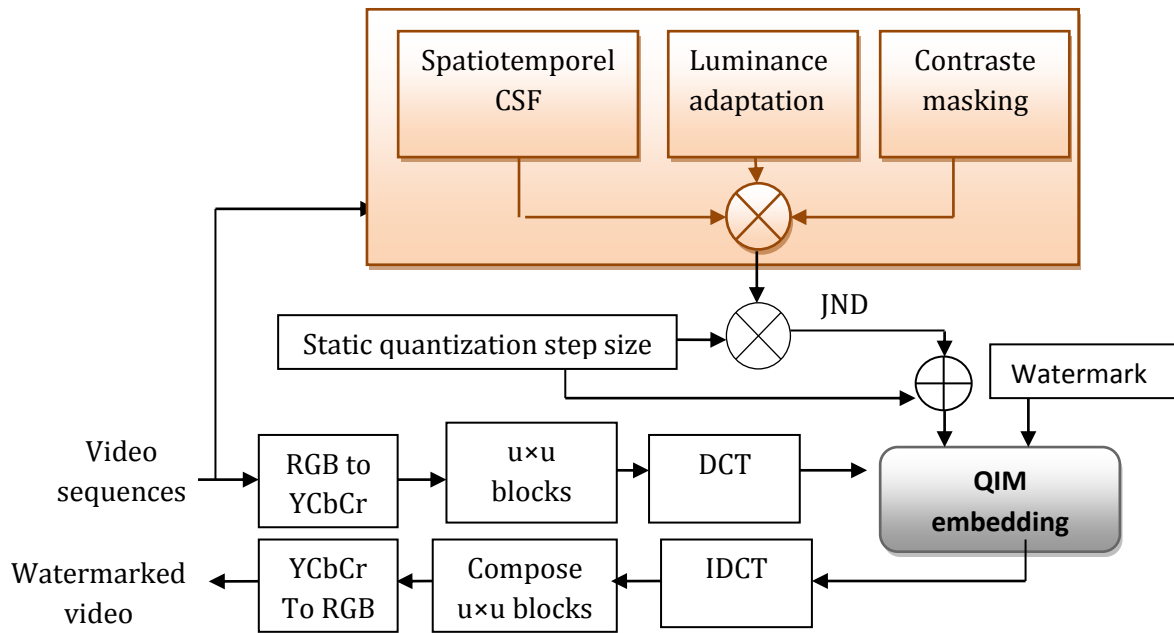 Spatiotemporel
CSF
Luminance
adaptation
Contraste
masking
JND
Static quantization step size
Watermark
Video
sequences
RGB to
YCbCr
u×u
blocks
DCT
QIM
embedding
Watermarked
video
YCbCr
To RGB
Compose
u×u blocks
IDCT